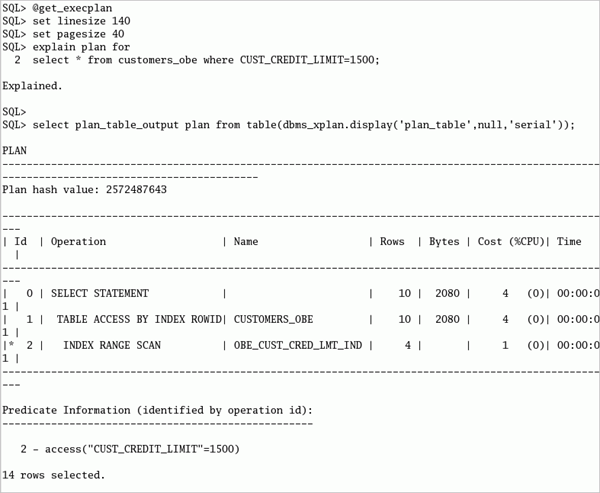 SQL> @get_execplan
SQL> set linesize 140
SQL> set pagesize 40
SQL> explain plan for
  2  select * from customers_obe where CUST_CREDIT_LIMIT=1500;

Explained.

SQL>
SQL> select plan_table_output plan from table(dbms_xplan.display('plan_table',null,'serial'));

PLAN
----------------------------------------------------------------------------------------------------
------------------------------------------
Plan hash value: 2572487643

----------------------------------------------------------------------------------------------------
---
| Id  | Operation                   | Name                  | Rows  | Bytes | Cost (%CPU)| Time
  |
----------------------------------------------------------------------------------------------------
---
|   0 | SELECT STATEMENT            |                       |    10 |  2080 |     4   (0)| 00:00:0
1 |
|   1 |  TABLE ACCESS BY INDEX ROWID| CUSTOMERS_OBE         |    10 |  2080 |     4   (0)| 00:00:0
1 |
|*  2 |   INDEX RANGE SCAN          | OBE_CUST_CRED_LMT_IND |     4 |       |     1   (0)| 00:00:0
1 |
----------------------------------------------------------------------------------------------------
---

Predicate Information (identified by operation id):
---------------------------------------------------

   2 - access("CUST_CREDIT_LIMIT"=1500)

14 rows selected.